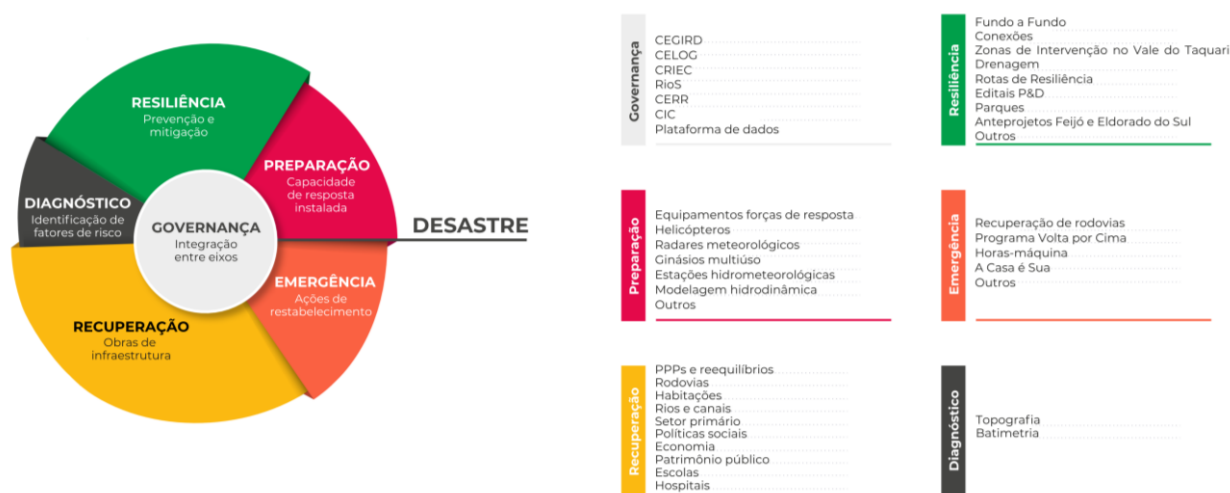 RESILIÊNCIA
Prevenção e
mitigação
PREPARAÇÃO
Capacidade
de resposta
instalada
DIAGNÓSTICO
Identificação de
fatores de risco
GOVERNANÇA
Integração
entre eixos
DESASTRE
EMERGÊNCIA
Ações de
restabelecimento
RECUPERAÇÃO
Obras de
infraestrutura
Governança
CEGIRD
CELOG
CRIEC
RioS
CERR
CIC
Plataforma de dados
Resiliência
Fundo a Fundo
Conexões
Zonas de Intervenção no Vale do Taquari
Drenagem
Rotas de Resiliência
Editais P&D
Parques
Anteprojetos Feijó e Eldorado do Sul
Outros
Preparação
Equipamentos forças de resposta
Helicópteros
Radares meteorológicos
Ginásios multiúso
Estações hidrometeorológicas
Modelagem hidrodinâmica
Outros
Emergência
Recuperação de rodovias
Programa Volta por Cima
Horas-máquina
A Casa é Sua
Outros
Recuperação
PPPs e reequilíbrios
Rodovias
Habitações
Rios e canais
Setor primário
Políticas sociais
Economia
Patrimônio público
Escolas
Hospitais
Diagnóstico
Topografia
Batimetria